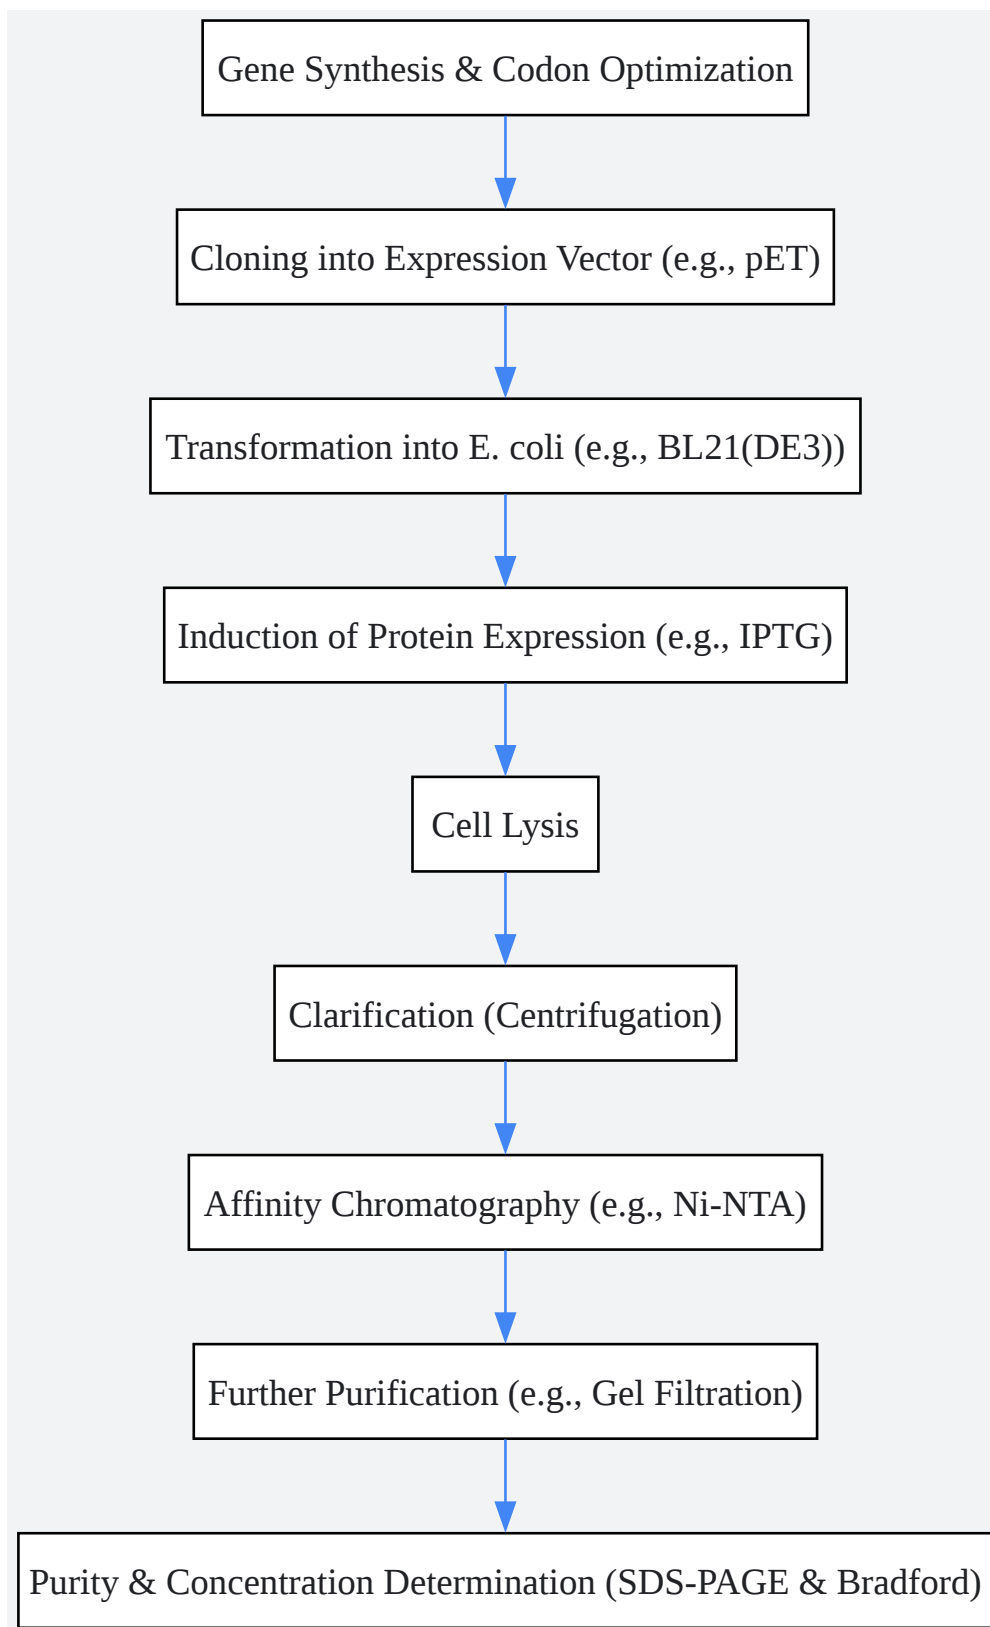 Gene Synthesis & Codon Optimization
Cloning into Expression Vector (e.g., pET)
Transformation into E. coli (e.g., BL21(DE3))
Induction of Protein Expression (e.g., IPTG)
Cell Lysis
Clarification (Centrifugation)
Affinity Chromatography (e.g., Ni-NTA)
Further Purification (e.g., Gel Filtration)
Purity & Concentration Determination (SDS-PAGE & Bradford)